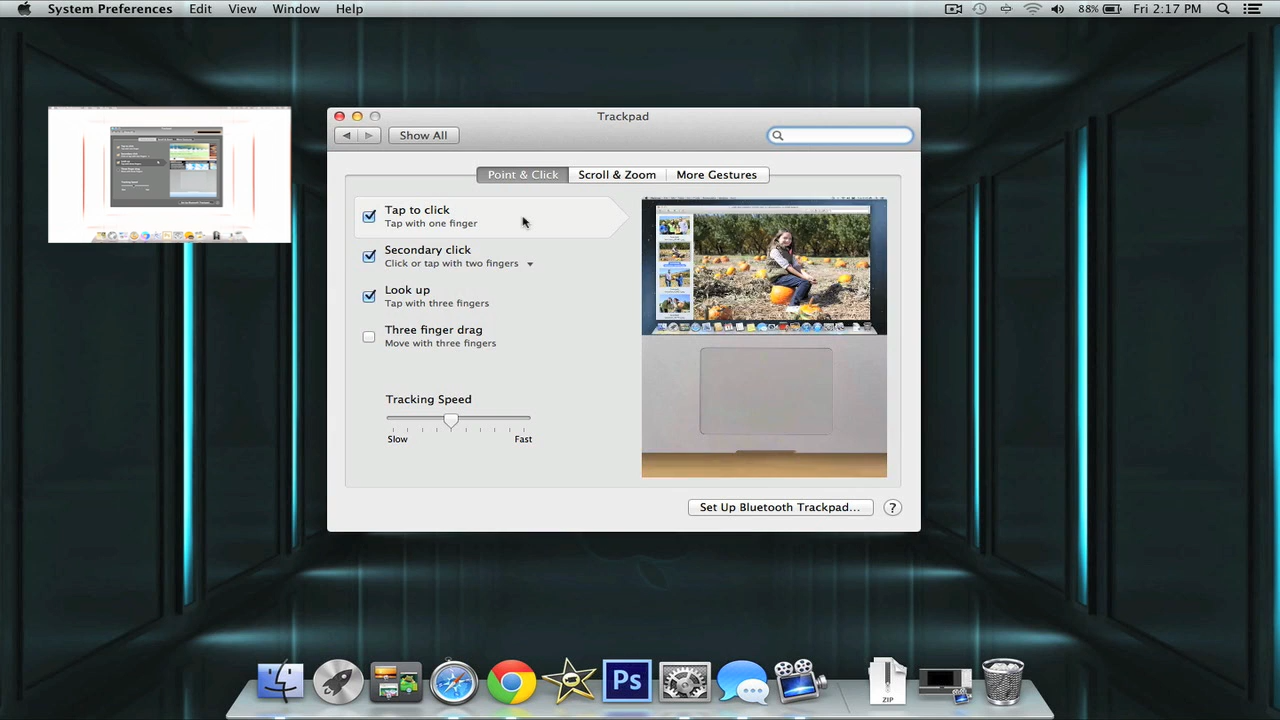 System Preferences Edit View Window Help 88% Fri 2:17 PM
Trackpad
Show All
Point & Click Scroll & Zoom More Gestures
Tap to click
Tap with one finger
Secondary click
Click or tap with two fingers
Look up
Tap with three fingers
Three finger drag
Move with three fingers
Tracking Speed
Slow Fast
Set Up Bluetooth Trackpad... ?
Ps
ZIP